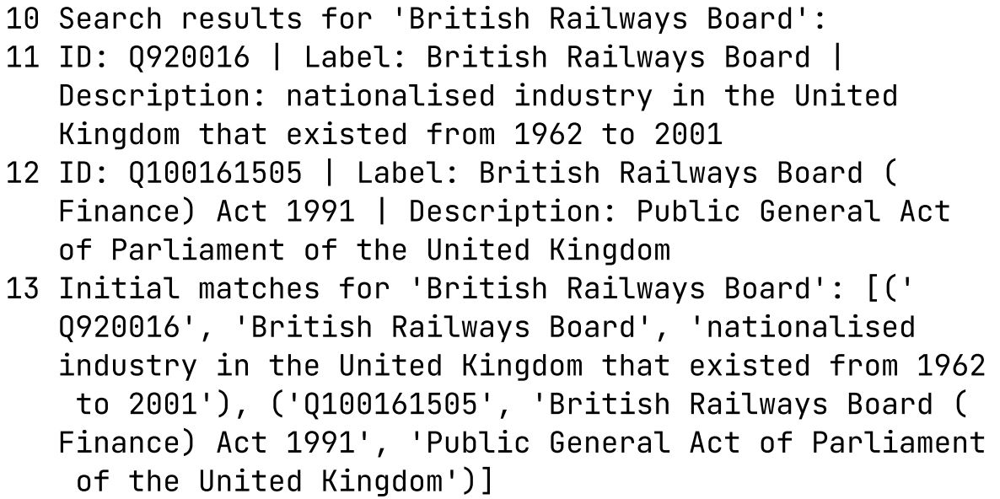 10 Search results for 'British Railways Board':
11 ID: Q920016 | Label: British Railways Board |
Description: nationalised industry in the United
Kingdom that existed from 1962 to 2001
12 ID: Q100161505 | Label: British Railways Board (
Finance) Act 1991 | Description: Public General Act
of Parliament of the United Kingdom
13 Initial matches for 'British Railways Board': [('
Q920016', 'British Railways Board', 'nationalised
industry in the United Kingdom that existed from 1962
to 2001'), ('Q100161505', 'British Railways Board (
Finance) Act 1991', 'Public General Act of Parliament
of the United Kingdom')]